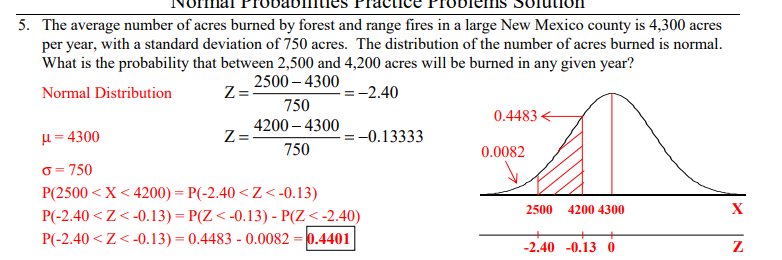 Normal Probabilities Practice Problems Solution
5. The average number of acres burned by forest and range fires in a large New Mexico county is 4,300 acres
per year, with a standard deviation of 750 acres. The distribution of the number of acres burned is normal.
What is the probability that between 2,500 and 4,200 acres will be burned in any given year?
Normal Distribution
Z = (2500 – 4300)/750 = –2.40
μ = 4300
Z = (4200 – 4300)/750 = –0.13333
σ = 750
P(2500 < X < 4200) = P(-2.40 < Z < -0.13)
P(-2.40 < Z < -0.13) = P(Z < -0.13) - P(Z < -2.40)
P(-2.40 < Z < -0.13) = 0.4483 - 0.0082 = 0.4401
0.4483
0.0082
2500 4200 4300 X
-2.40 -0.13 0 Z